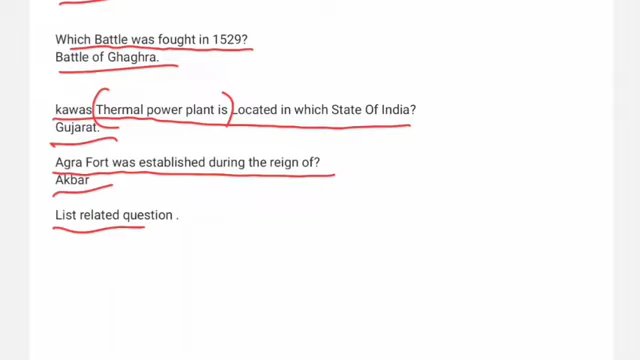 Which Battle was fought in 1529?
Battle of Ghaghra.
kawas Thermal power plant is Located in which State Of India?
Gujarat.
Agra Fort was established during the reign of?
Akbar
List related question .